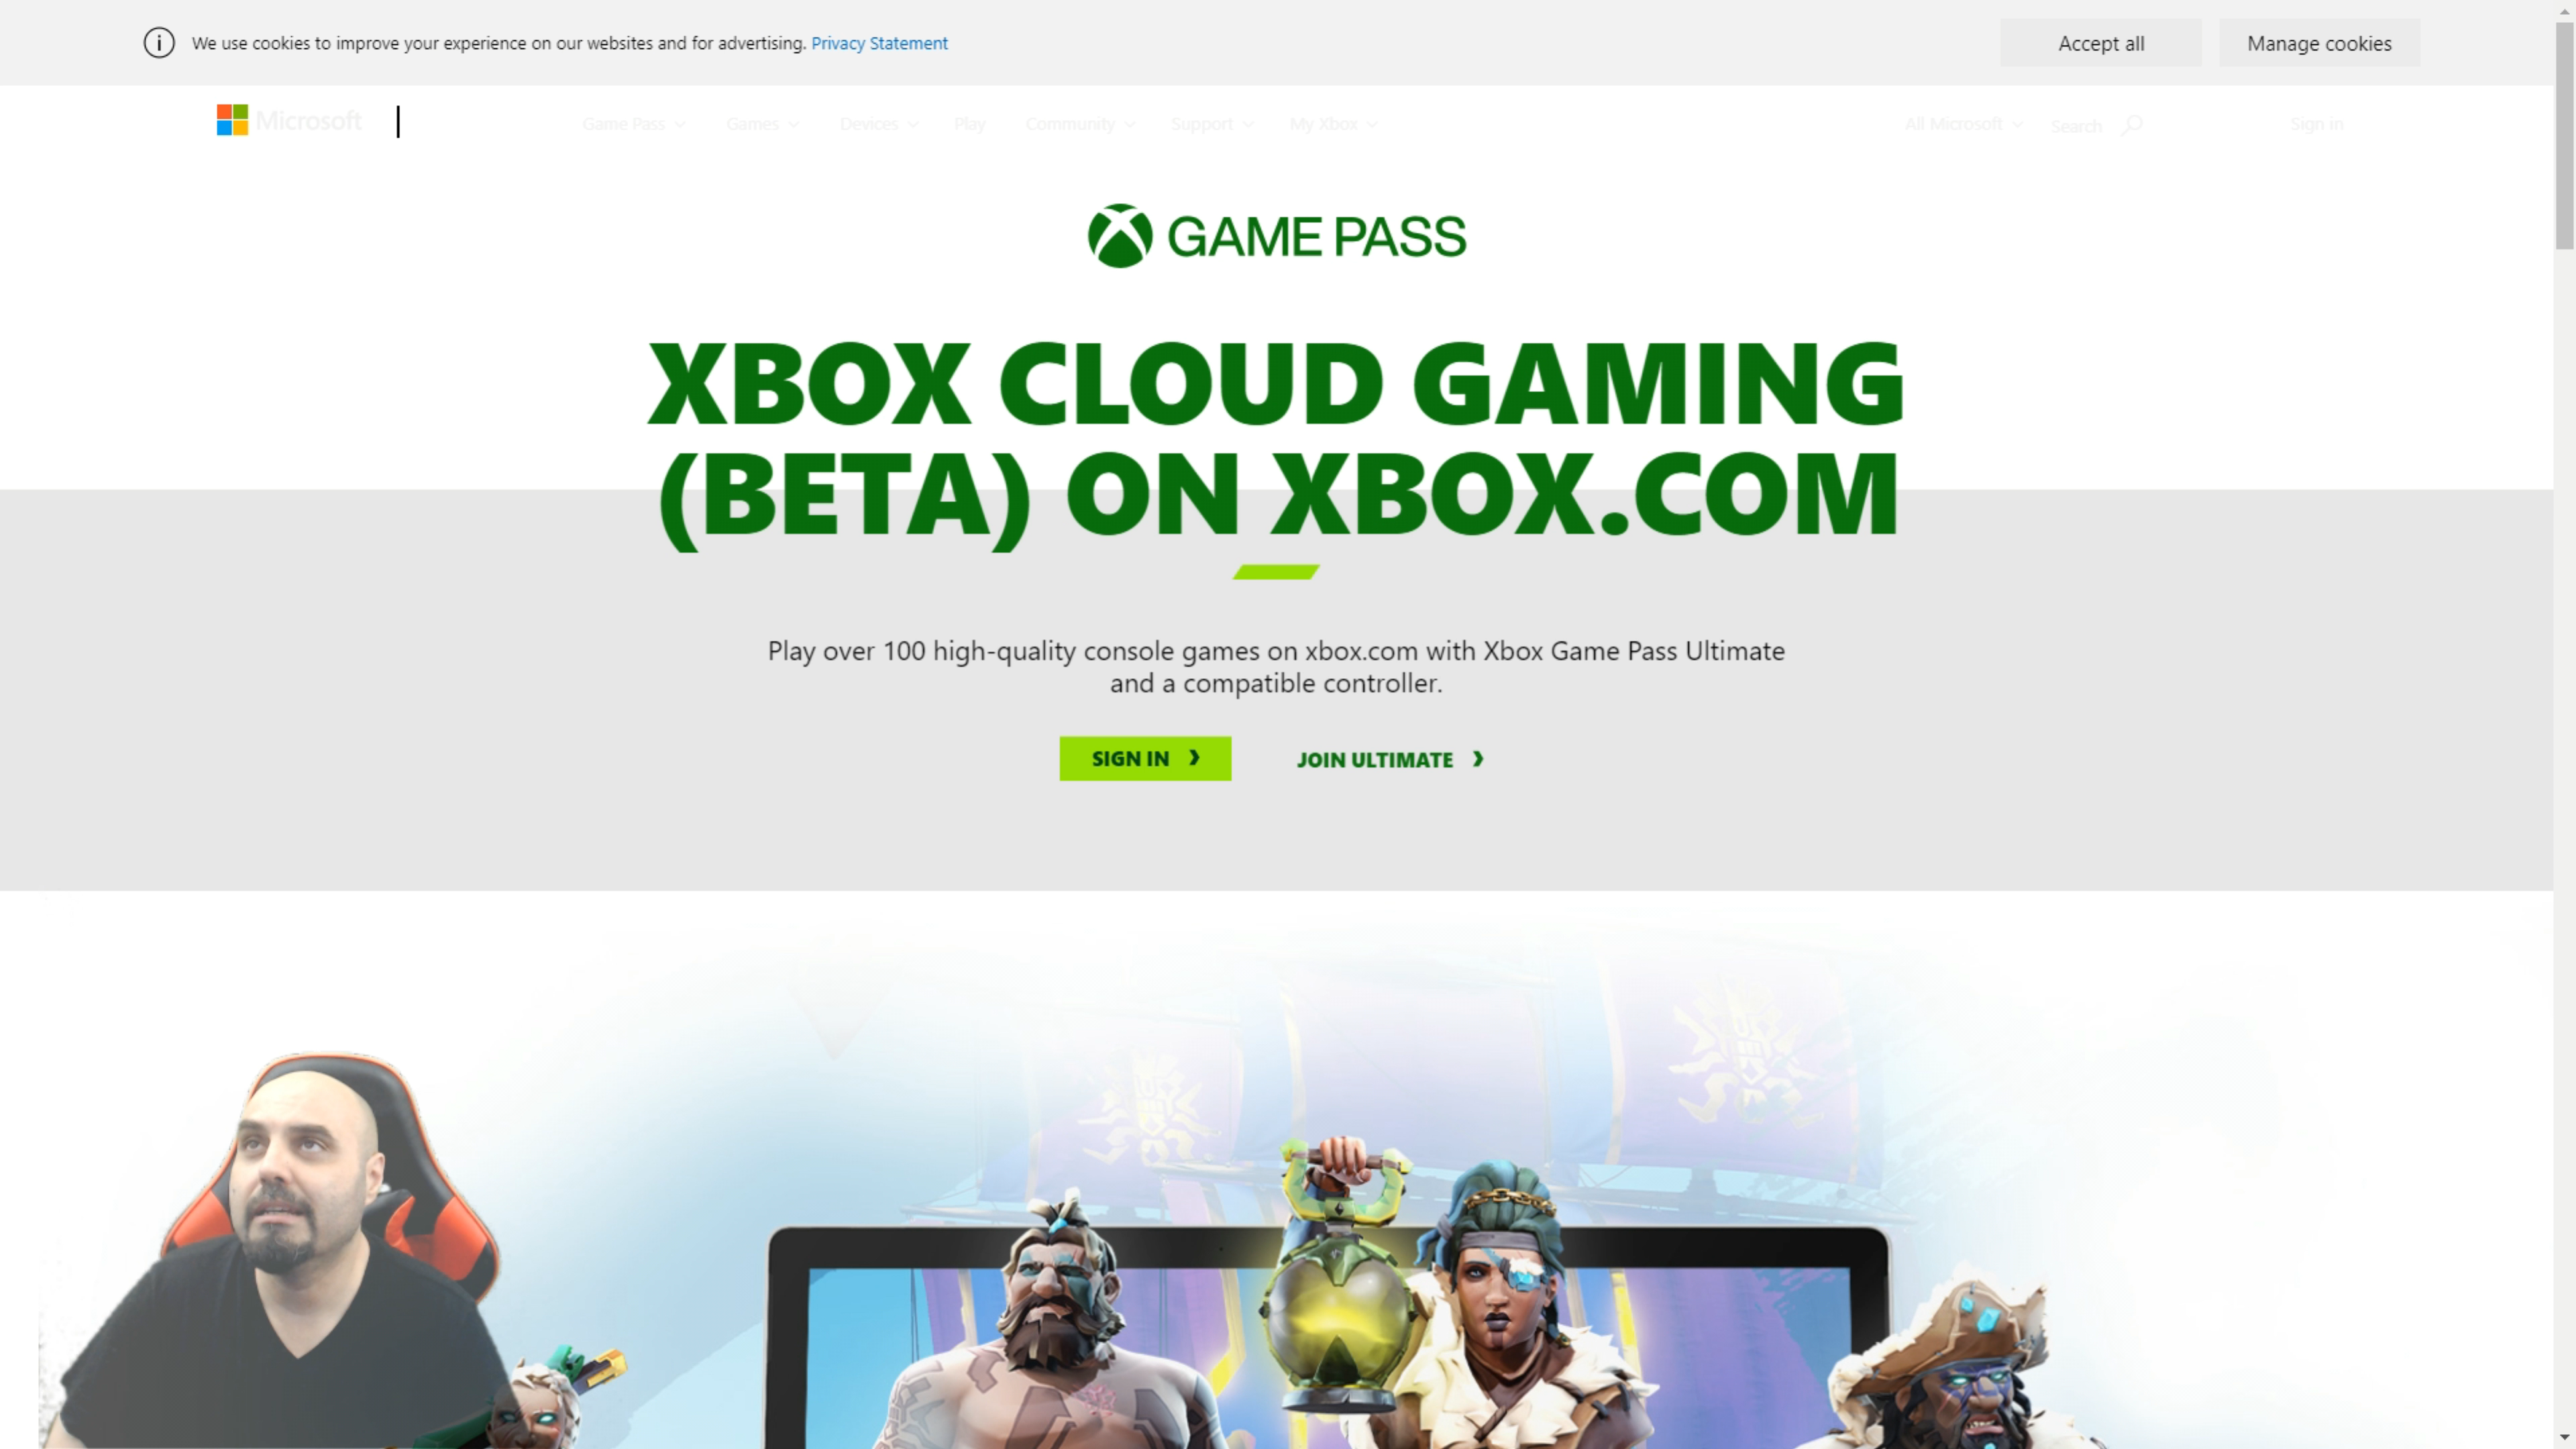 We use cookies to improve your experience on our websites and for advertising. Privacy Statement
Accept all
Manage cookies
Microsoft
Game Pass
Games
Devices
Play
Community
Support
My Xbox
All Microsoft
Search
Sign in
GAME PASS
XBOX CLOUD GAMING
(BETA) ON XBOX.COM
Play over 100 high-quality console games on xbox.com with Xbox Game Pass Ultimate
and a compatible controller.
SIGN IN
JOIN ULTIMATE